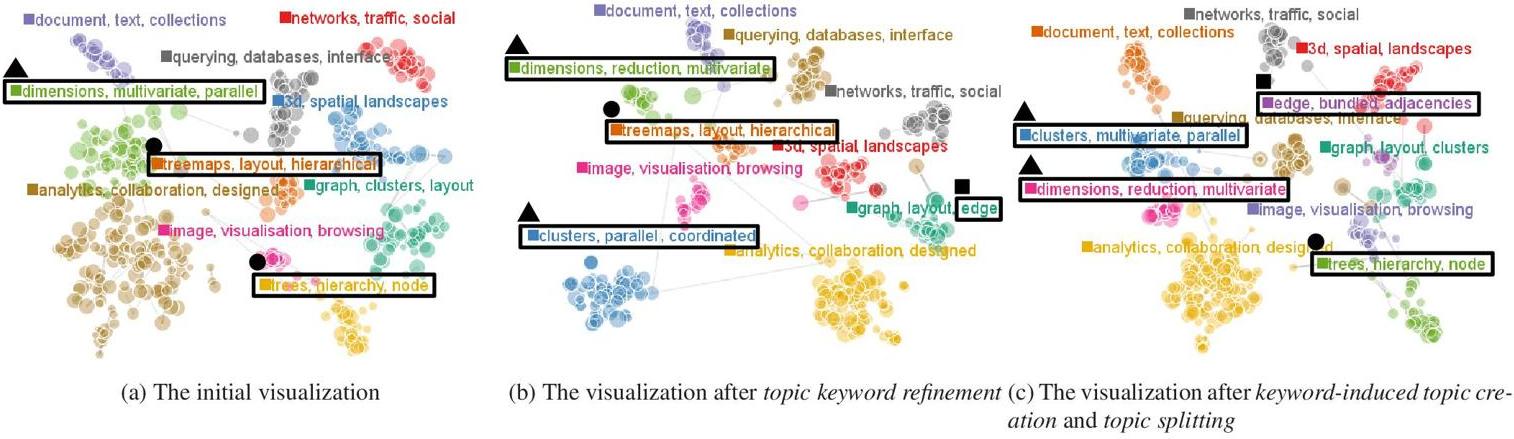 document, text, collections
networks, traffic, social
querying, databases, interface
dimensions, multivariate, parallel
3d, spatial, landscapes
treemaps, layout, hierarchical
analytics, collaboration, designed
graph, clusters, layout
image, visualisation, browsing
trees, hierarchy, node
(a) The initial visualization
document, text, collections
querying, databases, interface
dimensions, reduction, multivariate
networks, traffic, social
treemaps, layout, hierarchical
3d, spatial, landscapes
image, visualisation, browsing
graph, layout, edge
clusters, parallel, coordinated
analytics, collaboration, designed
(b) The visualization after topic keyword refinement
networks, traffic, social
document, text, collections
3d, spatial, landscapes
edge, bundled, adjacencies
querying, databases, interface
clusters, multivariate, parallel
graph, layout, clusters
dimensions, reduction, multivariate
image, visualisation, browsing
analytics, collaboration, designed
trees, hierarchy, node
(c) The visualization after keyword-induced topic cre-
ation and topic splitting